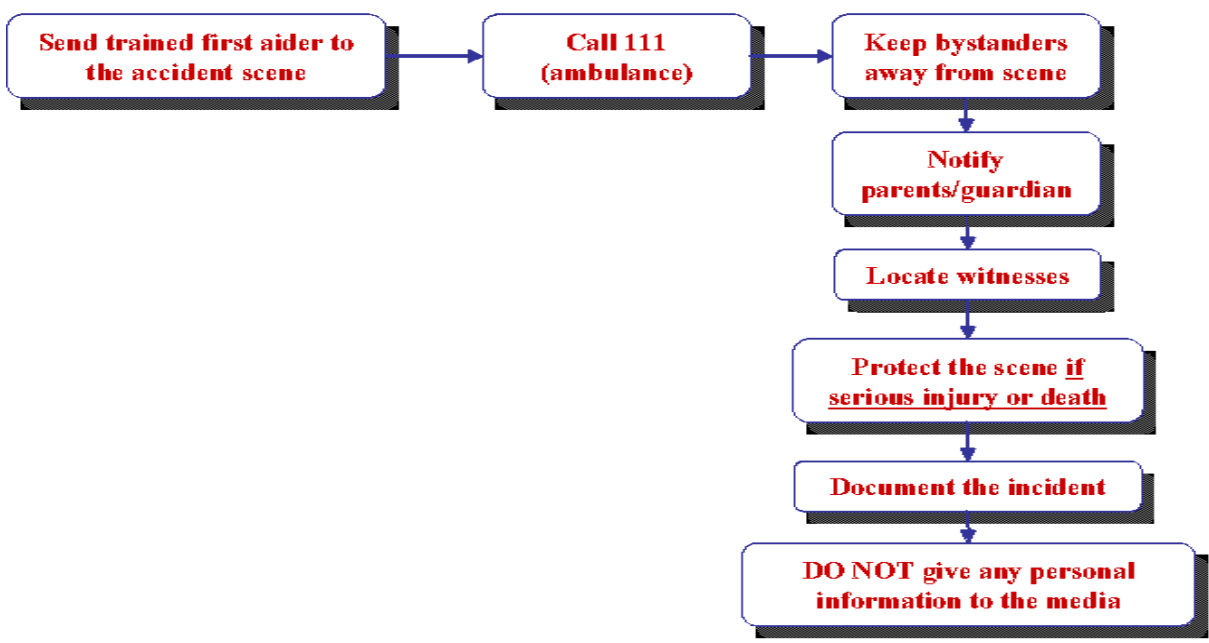 Send trained first aider to
the accident scene
Call 111
(ambulance)
Keep bystanders
away from scene
Notify
parents/guardian
Locate witnesses
Protect the scene if
serious injury or death
Document the incident
DO NOT give any personal
information to the media